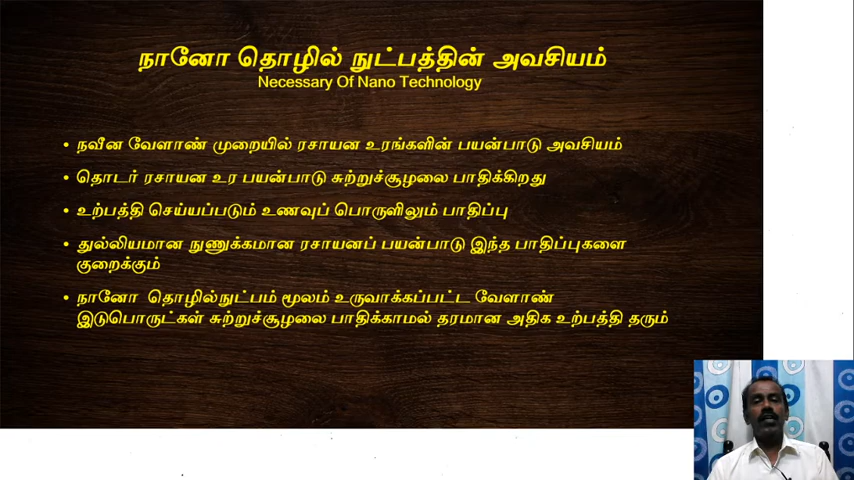 நானோ தொழில் நுட்பத்தின் அவசியம்
Necessary Of Nano Technology
• நவீன வேளாண் முறையில் ரசாயன உரங்களின் பயன்பாடு அவசியம்
• தொடர் ரசாயன உர பயன்பாடு சுற்றுச்சூழலை பாதிக்கிறது
• உற்பத்தி செய்யப்படும் உணவுப் பொருளிலும் பாதிப்பு
• துல்லியமான நுணுக்கமான ரசாயனப் பயன்பாடு இந்த பாதிப்புகளை
குறைக்கும்
• நானோ தொழில்நுட்பம் மூலம் உருவாக்கப்பட்ட வேளாண்
இடுபொருட்கள் சுற்றுச்சூழலை பாதிக்காமல் தரமான அதிக உற்பத்தி தரும்